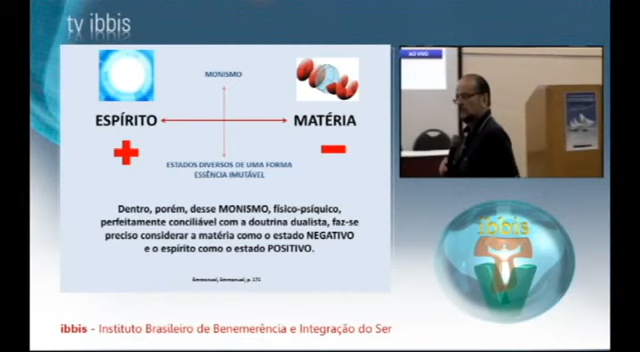 tv ibbis
MONISMO
AO VIVO
ESPÍRITO
MATÉRIA
ESTADOS DIVERSOS DE UMA FORMA
ESSÊNCIA IMUTÁVEL
Dentro, porém, desse MONISMO, físico-psíquico,
perfeitamente conciliável com a doutrina dualista, faz-se
preciso considerar a matéria como o estado NEGATIVO
e o espírito como o estado POSITIVO.
Emmanuel, Emmanuel, p. 171
ibbis
ibbis - Instituto Brasileiro de Benemerência e Integração do Ser